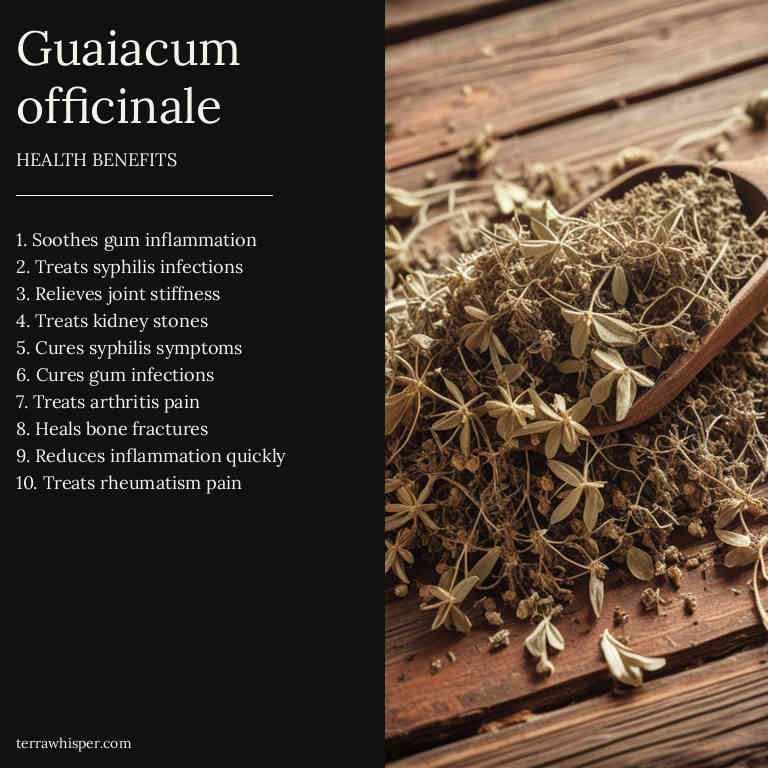 Guaiacum
officinale
HEALTH BENEFITS
1. Soothes gum inflammation
2. Treats syphilis infections
3. Relieves joint stiffness
4. Treats kidney stones
5. Cures syphilis symptoms
6. Cures gum infections
7. Treats arthritis pain
8. Heals bone fractures
9. Reduces inflammation quickly
10. Treats rheumatism pain
terrawhisper.com